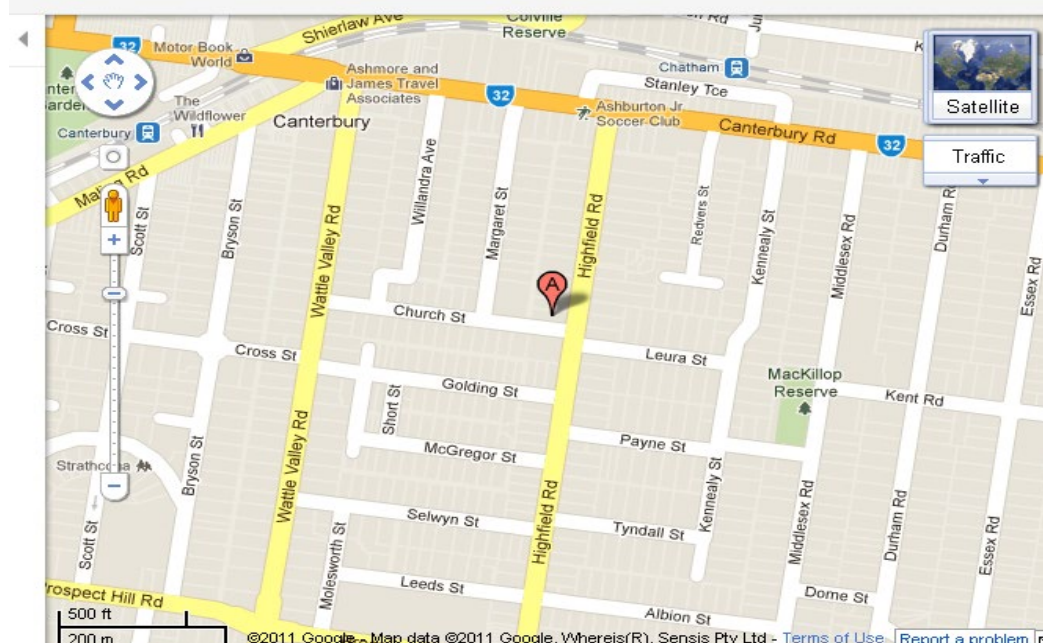 Shierlaw Ave
Colville
Reserve
32
Motor Book
World
Chatham
Stanley Tce
Satellite
Ashmore and
James Travel
Associates
32
Ashburton Jr
Soccer Club
The
Wildflower
Canterbury
Canterbury
Canterbury Rd
32
Traffic
Maling Rd
Scott St
Bryson St
Wattle Valley Rd
Willandra Ave
Margaret St
Highfield Rd
Redvers St
Kennealy St
Middlesex Rd
Durham Rd
Essex Rd
A
Church St
Cross St
Cross St
Leura St
MacKillop
Reserve
Golding St
Kent Rd
Short St
McGregor St
Payne St
Strathcona
Bryson St
Wattle Valley Rd
Highfield Rd
Kennealy St
Middlesex Rd
Durham Rd
Essex Rd
Scott St
Selwyn St
Tyndall St
Molesworth St
Leeds St
Dome St
Prospect Hill Rd
Albion St
500 ft
200 m
©2011 Google - Map data ©2011 Google, Whereis(R), Sensis Pty Ltd - Terms of Use
Report a problem